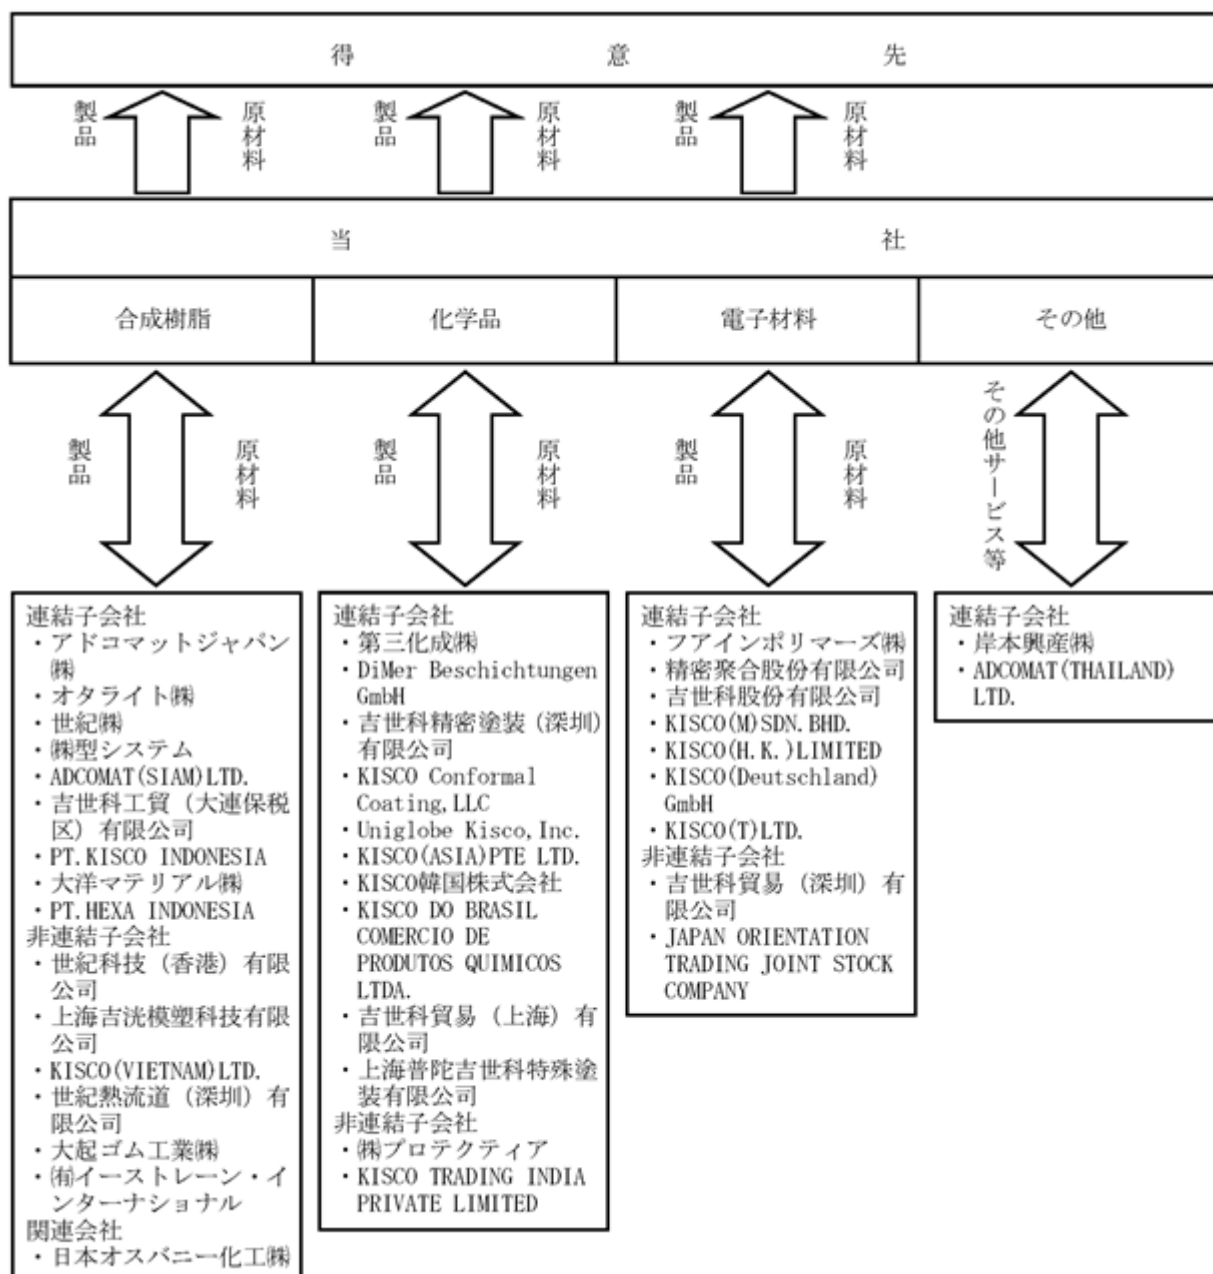 得意先
製品
原材料
製品
原材料
製品
原材料
当社
合成樹脂
化学品
電子材料
その他
製品
原材料
製品
原材料
製品
原材料
その他サービス等
連結子会社
・アドコマットジャパン
㈱
・オタライト㈱
・世紀㈱
・㈱型システム
・ADCOMAT(SIAM)LTD.
・吉世科工貿（大連保税
区）有限公司
・PT.KISCO INDONESIA
・大洋マテリアル㈱
・PT.HEXA INDONESIA
非連結子会社
・世紀科技（香港）有限
公司
・上海吉洸模塑科技有限
公司
・KISCO(VIETNAM)LTD.
・世紀熱流道（深圳）有
限公司
・大起ゴム工業㈱
・㈲イーストレーン・イ
ンターナショナル
関連会社
・日本オスバニー化工㈱
連結子会社
・第三化成㈱
・DiMer Beschichtungen
GmbH
・吉世科精密塗装（深圳）
有限公司
・KISCO Conformal
Coating,LLC
・Uniglobe Kisco,Inc.
・KISCO(ASIA)PTE LTD.
・KISCO韓国株式会社
・KISCO DO BRASIL
COMERCIO DE
PRODUTOS QUIMICOS
LTDA.
・吉世科貿易（上海）有
限公司
・上海普陀吉世科特殊塗
装有限公司
非連結子会社
・㈱プロテクティア
・KISCO TRADING INDIA
PRIVATE LIMITED
連結子会社
・フアインポリマーズ㈱
・精密聚合股份有限公司
・吉世科股份有限公司
・KISCO(M)SDN.BHD.
・KISCO(H.K.)LIMITED
・KISCO(Deutschland)
GmbH
・KISCO(T)LTD.
非連結子会社
・吉世科貿易（深圳）有
限公司
・JAPAN ORIENTATION
TRADING JOINT STOCK
COMPANY
連結子会社
・岸本興産㈱
・ADCOMAT(THAILAND)
LTD.